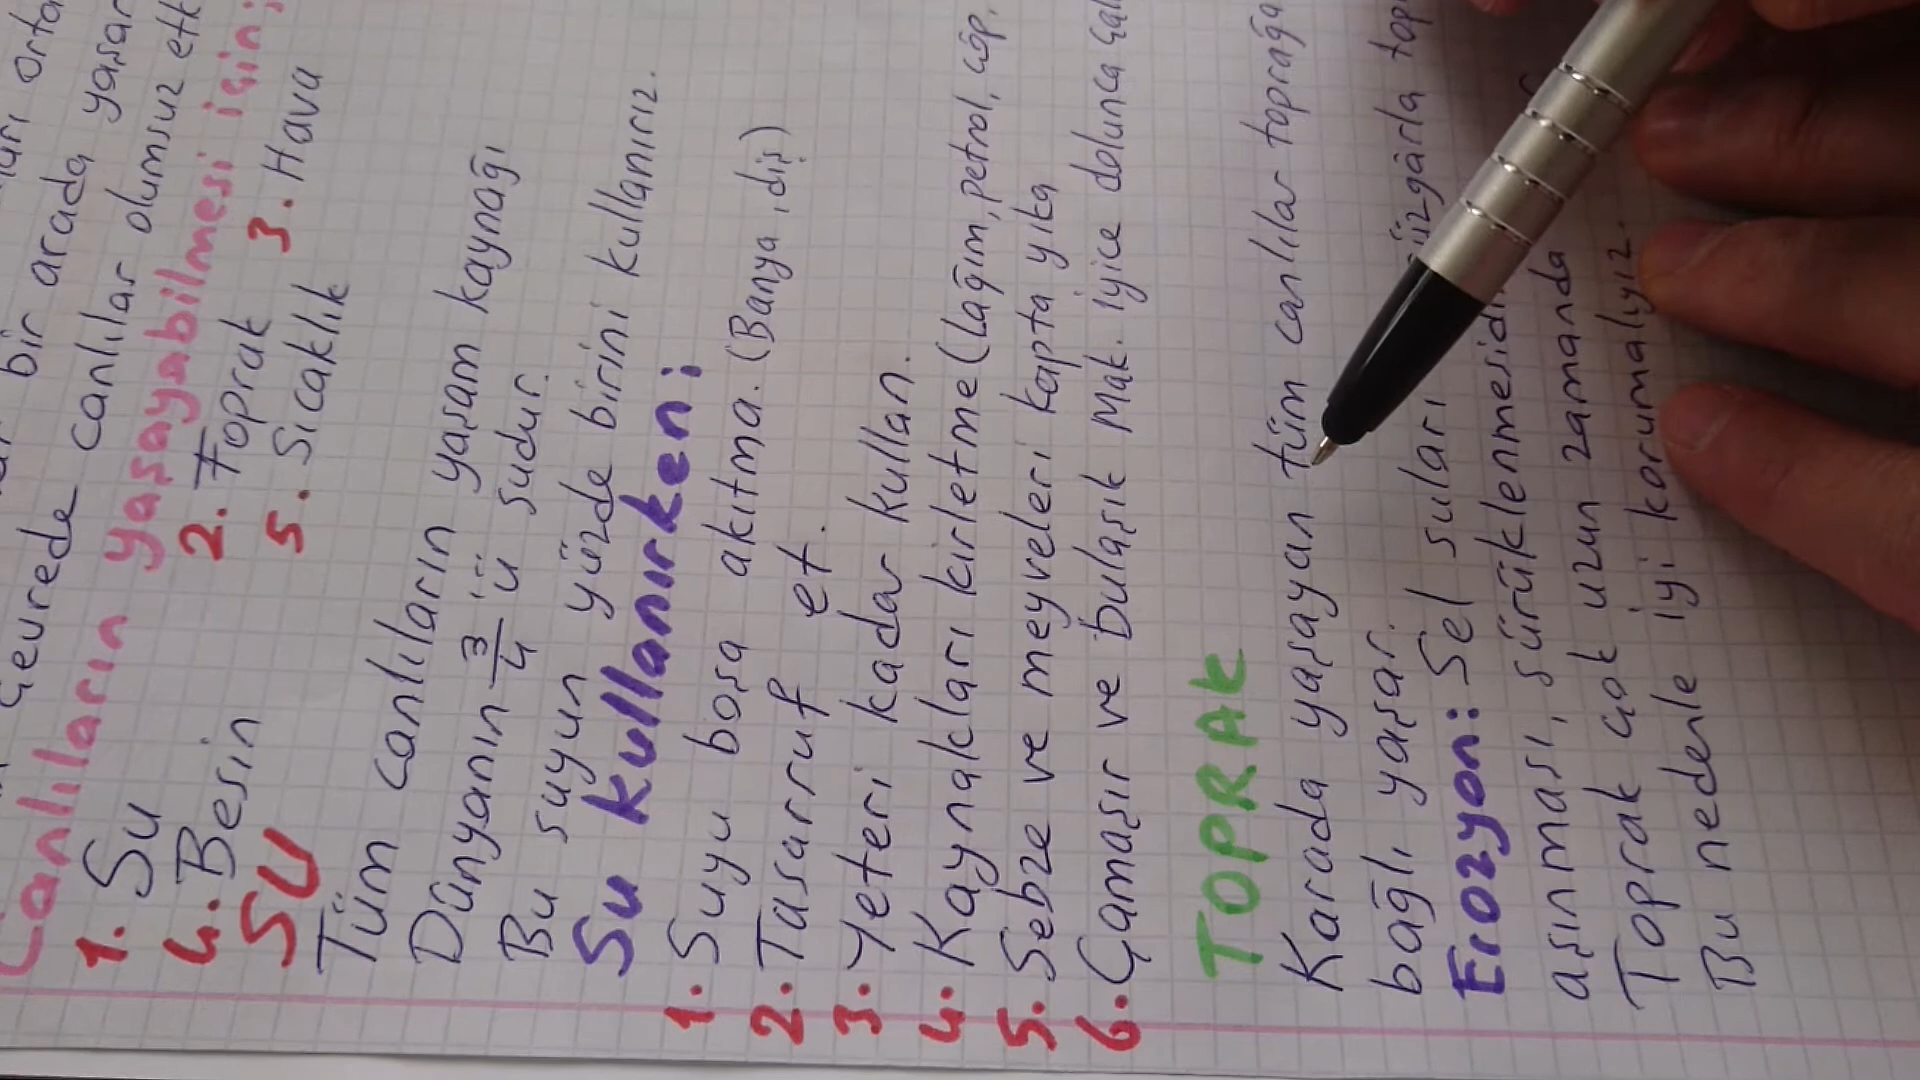 bir arada yaşar
Çevrede canlılar olumsuz etk
Canlıların yaşayabilmesi için;
1. Su 2. Toprak 3. Hava
4. Besin 5. Sıcaklık
SU
Tüm canlıların yaşam kaynağı
Dünyanın 3/4 'ü sudur.
Bu suyun yüzde birini kullanırız.
Su kullanırken:
1. Suyu boşa akıtma. (Banya, diş)
2. Tasarruf et.
3. Yeteri kadar kullan.
4. Kaynakları kirletme (Lağım, petrol, çöp,
5. Sebze ve meyveleri kapta yıka
6. Çamaşır ve bulaşık Mak. iyice dolunca çal
TOPRAK
Karada yaşayan tüm canlılar toprağa
bağlı yaşar.
Erozyon: Sel suları rüzgârla top
aşınması, sürüklenmesidi
Toprak çok uzun zamanda
Bu nedenle iyi korumalıyız.